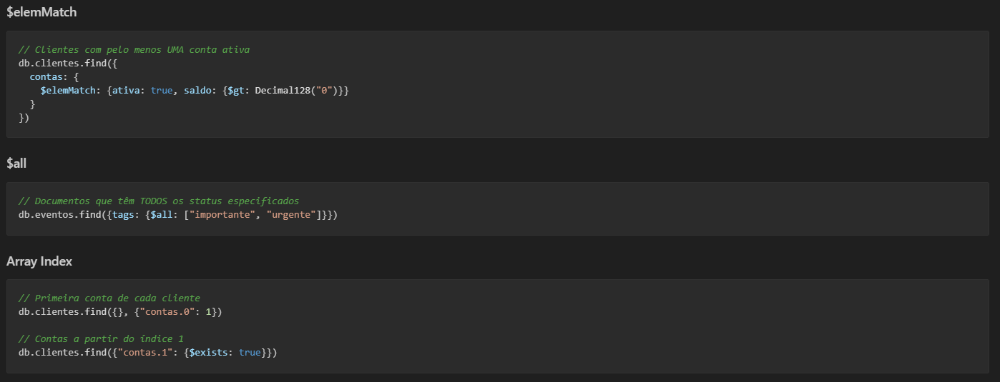 $elemMatch
// Clientes com pelo menos UMA conta ativa
db.clientes.find({
  contas: {
    $elemMatch: {ativa: true, saldo: {$gt: Decimal128("0")}}
  }
})
$all
// Documentos que têm TODOS os status especificados
db.eventos.find({tags: {$all: ["importante", "urgente"]}})
Array Index
// Primeira conta de cada cliente
db.clientes.find({}, {"contas.0": 1})
// Contas a partir do índice 1
db.clientes.find({"contas.1": {$exists: true}})